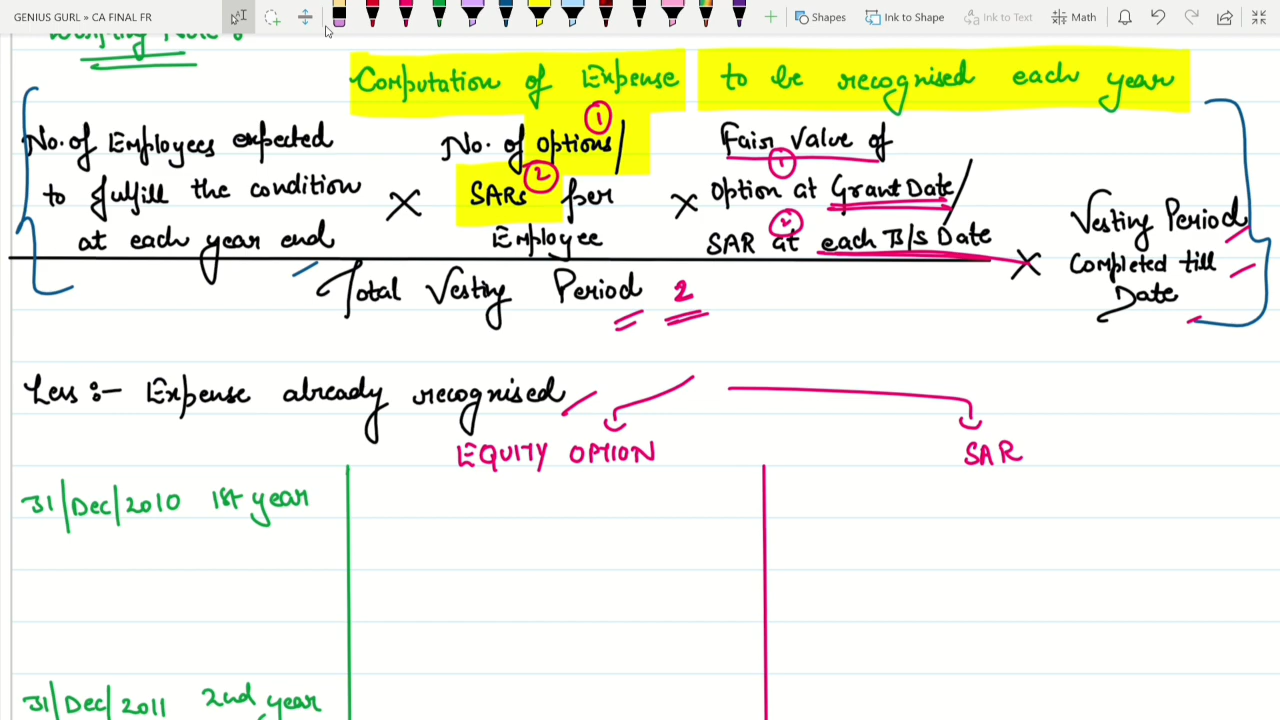 GENIUS GURL » CA FINAL FR
Shapes Ink to Shape Ink to Text Math
Working Note :
Computation of Expense to be recognised each year
No. of Employees expected to fulfill the condition at each year end
×
No. of Options/ ①
SARs ② per
Employee
×
Fair Value of
① Option at Grant Date/
② SAR at each B/S Date
×
Vesting Period
Completed till
Date
Total Vesting Period 2
Less :- Expense already recognised
EQUITY OPTION SAR
31/Dec/2010 1st year
31/Dec/2011 2nd year